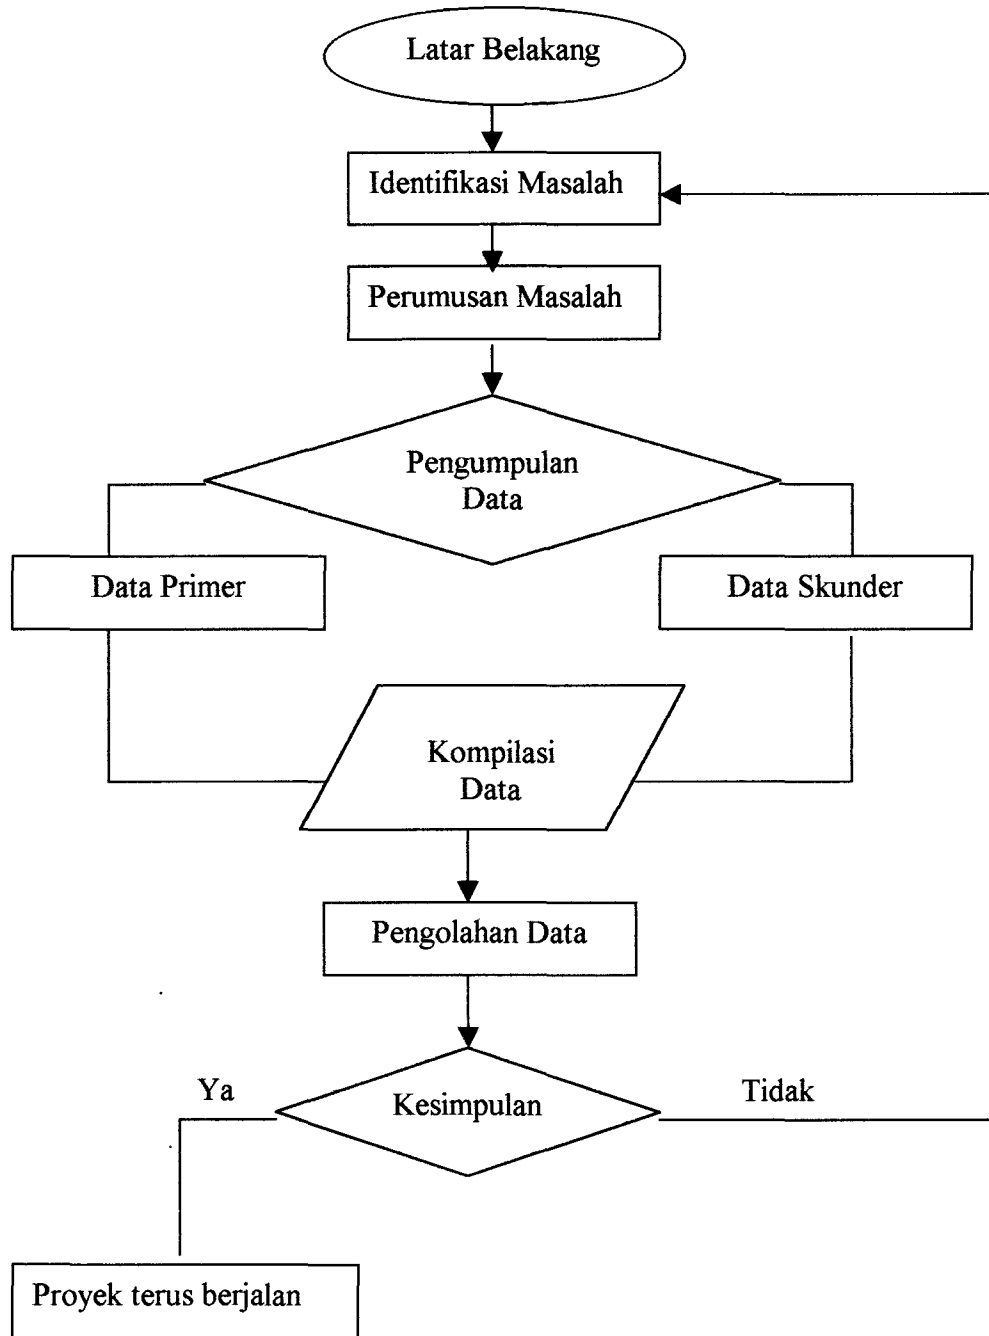 Latar Belakang
Identifikasi Masalah
Perumusan Masalah
Pengumpulan
Data
Data Primer
Data Skunder
Kompilasi
Data
Pengolahan Data
Ya
Kesimpulan
Tidak
Proyek terus berjalan